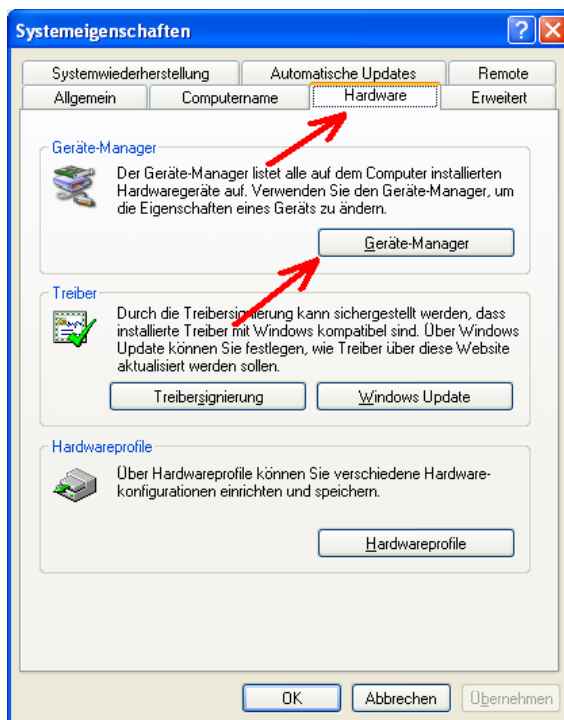 Systemeigenschaften
Systemwiederherstellung Automatische Updates Remote
Allgemein Computername Hardware Erweitert
Geräte-Manager
Der Geräte-Manager listet alle auf dem Computer installierten
Hardwaregeräte auf. Verwenden Sie den Geräte-Manager, um
die Eigenschaften eines Geräts zu ändern.
Geräte-Manager
Treiber
Durch die Treibersignierung kann sichergestellt werden, dass
installierte Treiber mit Windows kompatibel sind. Über Windows
Update können Sie festlegen, wie Treiber über diese Website
aktualisiert werden sollen.
Treibersignierung Windows Update
Hardwareprofile
Über Hardwareprofile können Sie verschiedene Hardware-
konfigurationen einrichten und speichern.
Hardwareprofile
OK Abbrechen Übernehmen